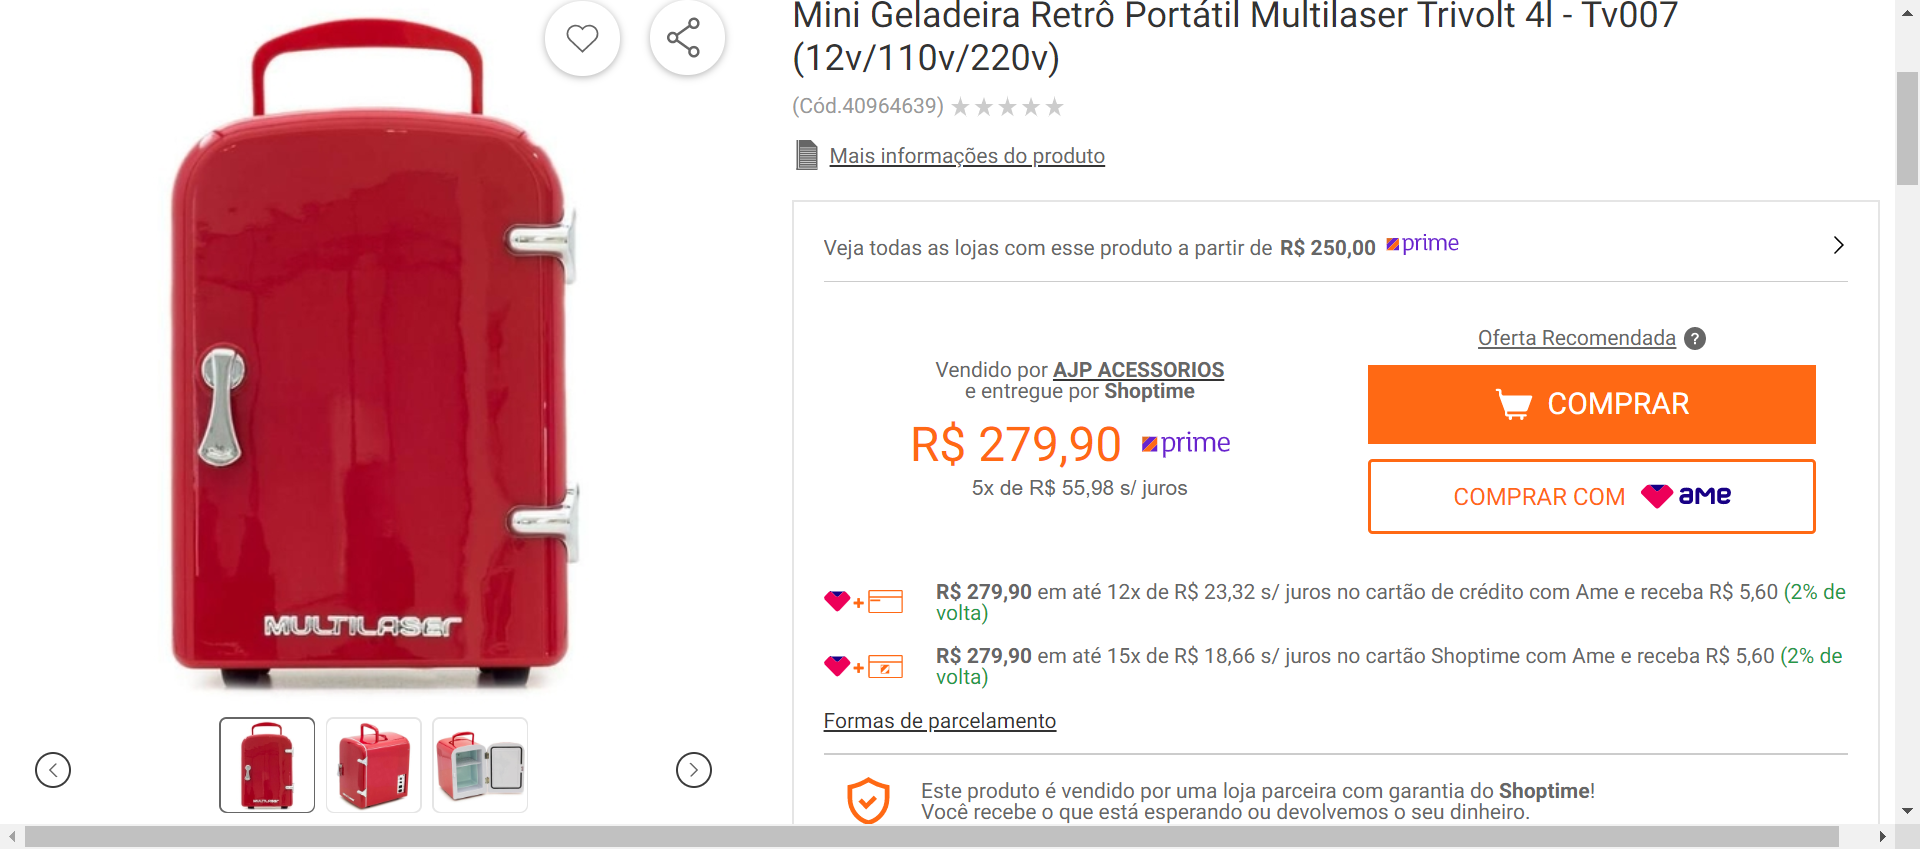 Mini Geladeira Retrô Portátil Multilaser Trivolt 4l - Tv007
(12v/110v/220v)
(Cód.40964639)
Mais informações do produto
Veja todas as lojas com esse produto a partir de R$ 250,00 prime
Oferta Recomendada ?
Vendido por AJP ACESSORIOS
e entregue por Shoptime
R$ 279,90 prime
5x de R$ 55,98 s/ juros
COMPRAR
COMPRAR COM ame
R$ 279,90 em até 12x de R$ 23,32 s/ juros no cartão de crédito com Ame e receba R$ 5,60 (2% de
volta)
R$ 279,90 em até 15x de R$ 18,66 s/ juros no cartão Shoptime com Ame e receba R$ 5,60 (2% de
volta)
Formas de parcelamento
Este produto é vendido por uma loja parceira com garantia do Shoptime!
Você recebe o que está esperando ou devolvemos o seu dinheiro.
MULTILASER
MULTILASER